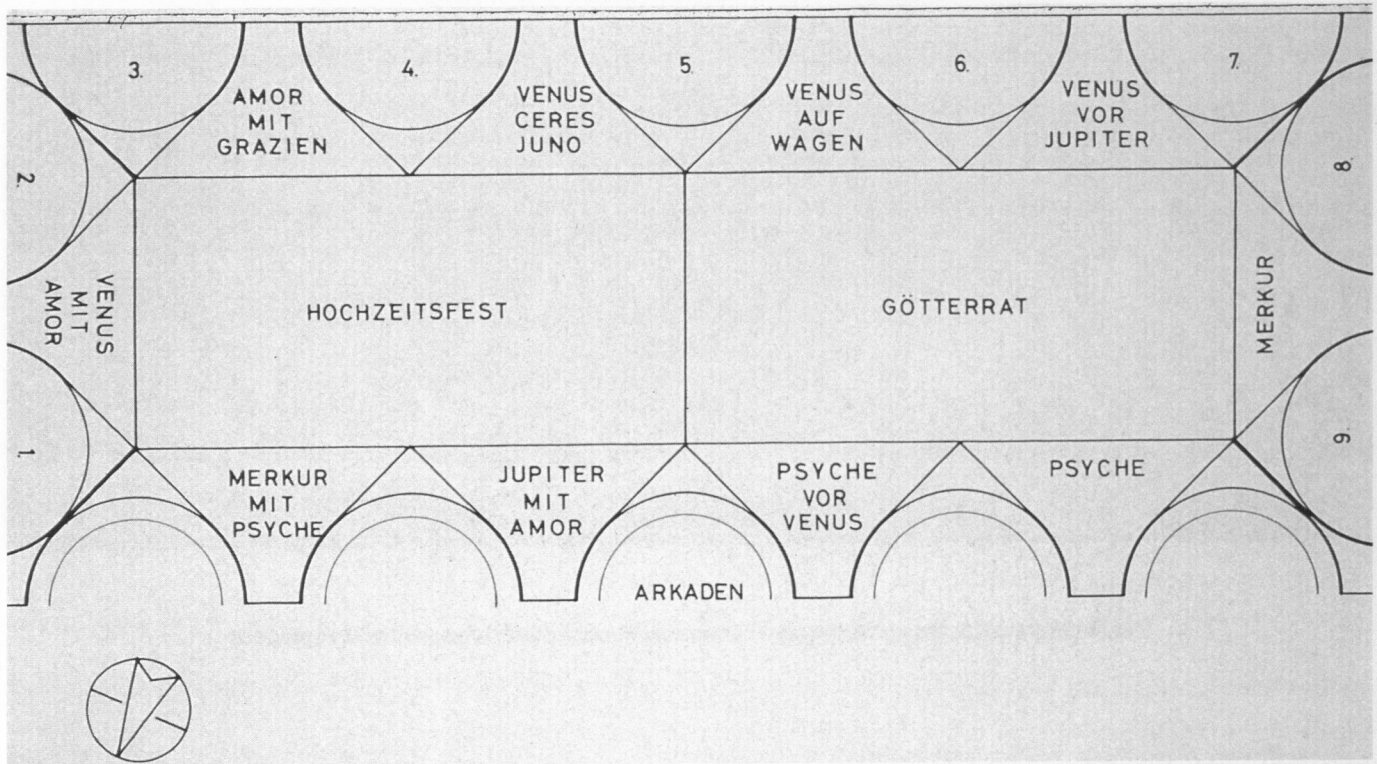 3.
4.
5.
6.
7.
AMOR
MIT
GRAZIEN
VENUS
CERES
JUNO
VENUS
AUF
WAGEN
VENUS
VOR
JUPITER
2.
8.
VENUS
MIT
AMOR
HOCHZEITSFEST
GÖTTERRAT
MERKUR
1.
9.
MERKUR
MIT
PSYCHE
JUPITER
MIT
AMOR
PSYCHE
VOR
VENUS
PSYCHE
ARKADEN